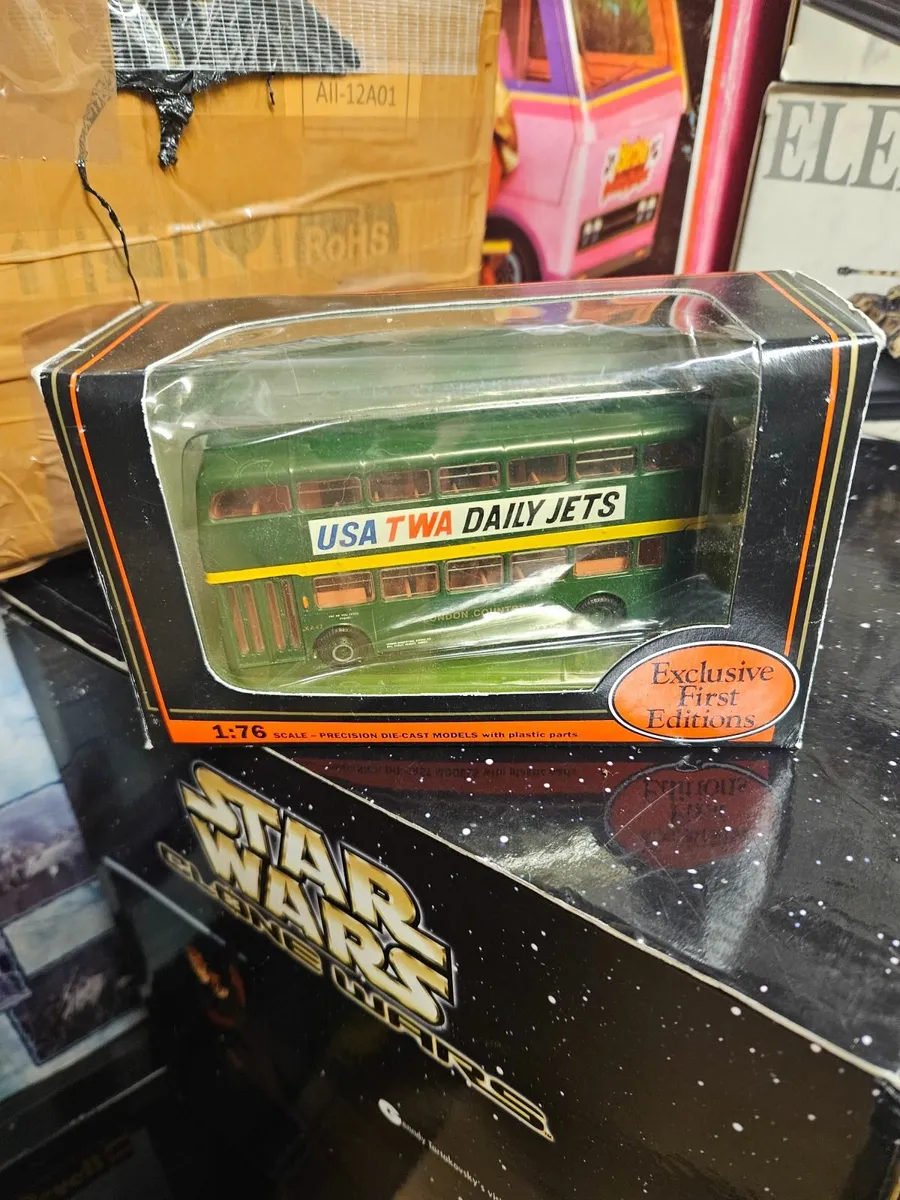 AII-12A01
RoHS
ELE
USA TWA DAILY JETS
LONDON COUNTRY
Exclusive
First
Editions
1:76 SCALE – PRECISION DIE-CAST MODELS with plastic parts
STAR
WARS
CLONE WARS